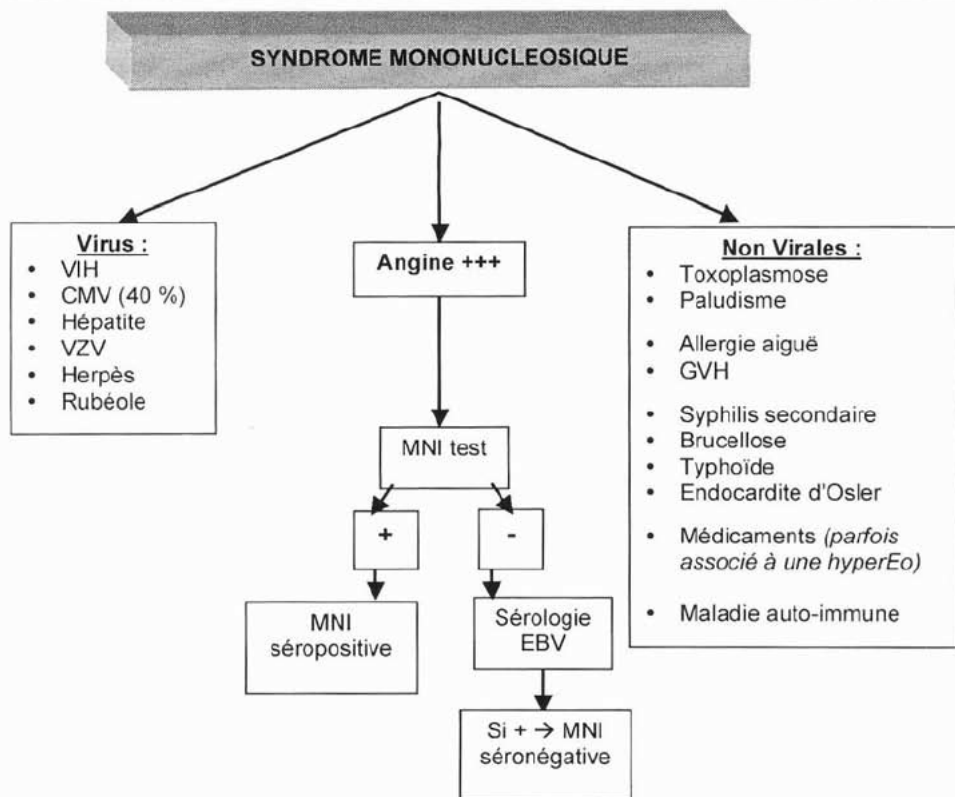 SYNDROME MONONUCLEOSIQUE
Virus :
• VIH
• CMV (40 %)
• Hépatite
• VZV
• Herpès
• Rubéole
Angine +++
MNI test
+
-
MNI
séropositive
Sérologie
EBV
Si + → MNI
séronégative
Non Virales :
• Toxoplasmose
• Paludisme
• Allergie aiguë
• GVH
• Syphilis secondaire
• Brucellose
• Typhoïde
• Endocardite d'Osler
• Médicaments (parfois
associé à une hyperEo)
• Maladie auto-immune